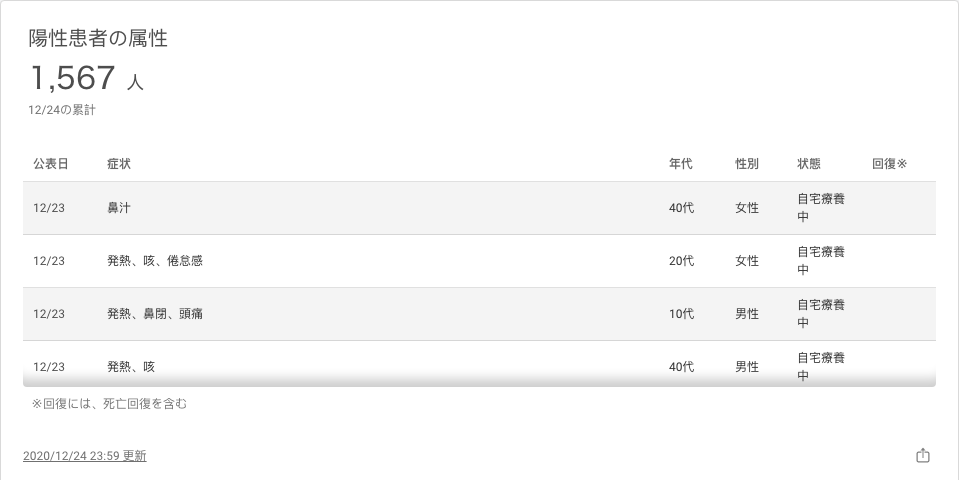 陽性患者の属性
1,567 人
12/24の累計
公表日 症状 年代 性別 状態 回復※
12/23 鼻汁 40代 女性 自宅療養
中
12/23 発熱、咳、倦怠感 20代 女性 自宅療養
中
12/23 発熱、鼻閉、頭痛 10代 男性 自宅療養
中
12/23 発熱、咳 40代 男性 自宅療養
中
※回復には、死亡回復を含む
2020/12/24 23:59 更新